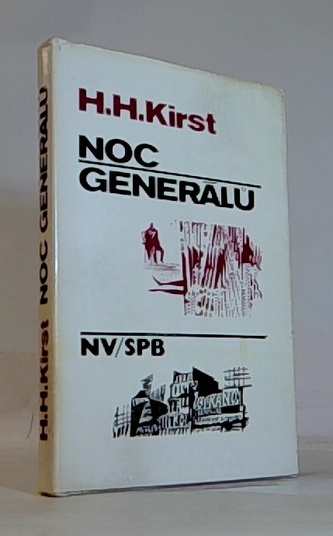 H.H.Kirst
NOC
GENERÁLŮ
NV/SPB
H.H.Kirst NOC GENERÁLŮ